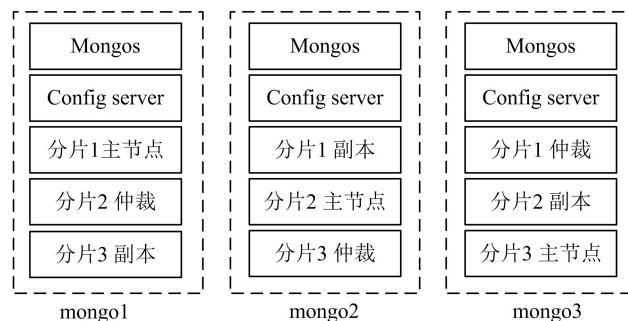 Mongos
Config server
分片1主节点
分片2 仲裁
分片3 副本
mongo1
Mongos
Config server
分片1 副本
分片2 主节点
分片3 仲裁
mongo2
Mongos
Config server
分片1 仲裁
分片2 副本
分片3 主节点
mongo3